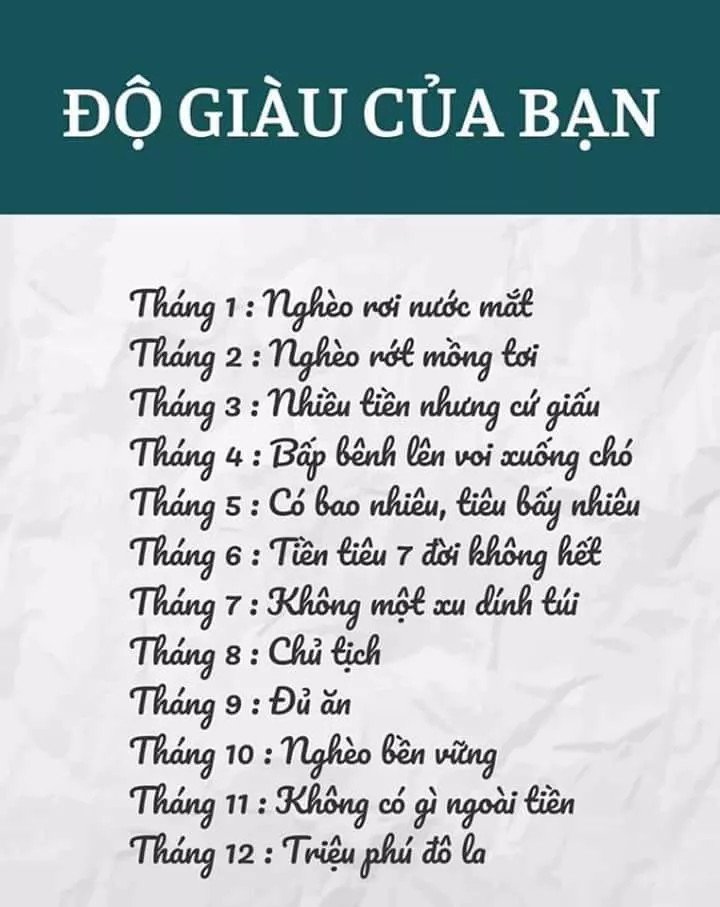 ĐỘ GIÀU CỦA BẠN
Tháng 1 : Nghèo rơi nước mắt
Tháng 2 : Nghèo rớt mồng tơi
Tháng 3 : Nhiều tiền nhưng cứ giấu
Tháng 4 : Bấp bênh lên voi xuống chó
Tháng 5 : Có bao nhiêu, tiêu bấy nhiêu
Tháng 6 : Tiền tiêu 7 đời không hết
Tháng 7 : Không một xu dính túi
Tháng 8 : Chủ tịch
Tháng 9 : Đủ ăn
Tháng 10 : Nghèo bền vững
Tháng 11 : Không có gì ngoài tiền
Tháng 12 : Triệu phú đô la